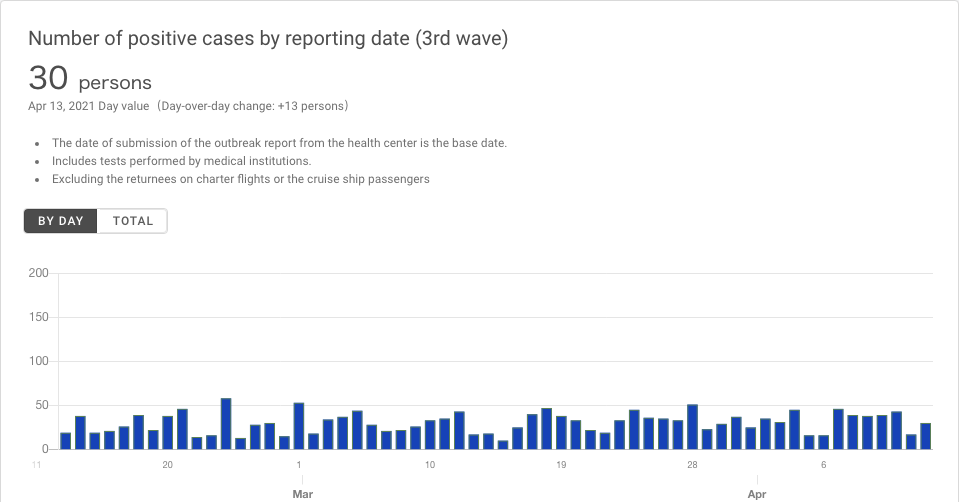 Number of positive cases by reporting date (3rd wave)
30 persons
Apr 13, 2021 Day value（Day-over-day change: +13 persons）
• The date of submission of the outbreak report from the health center is the base date.
• Includes tests performed by medical institutions.
• Excluding the returnees on charter flights or the cruise ship passengers
BY DAY TOTAL
200
150
100
50
0
11 20 1 10 19 28 6
Mar Apr